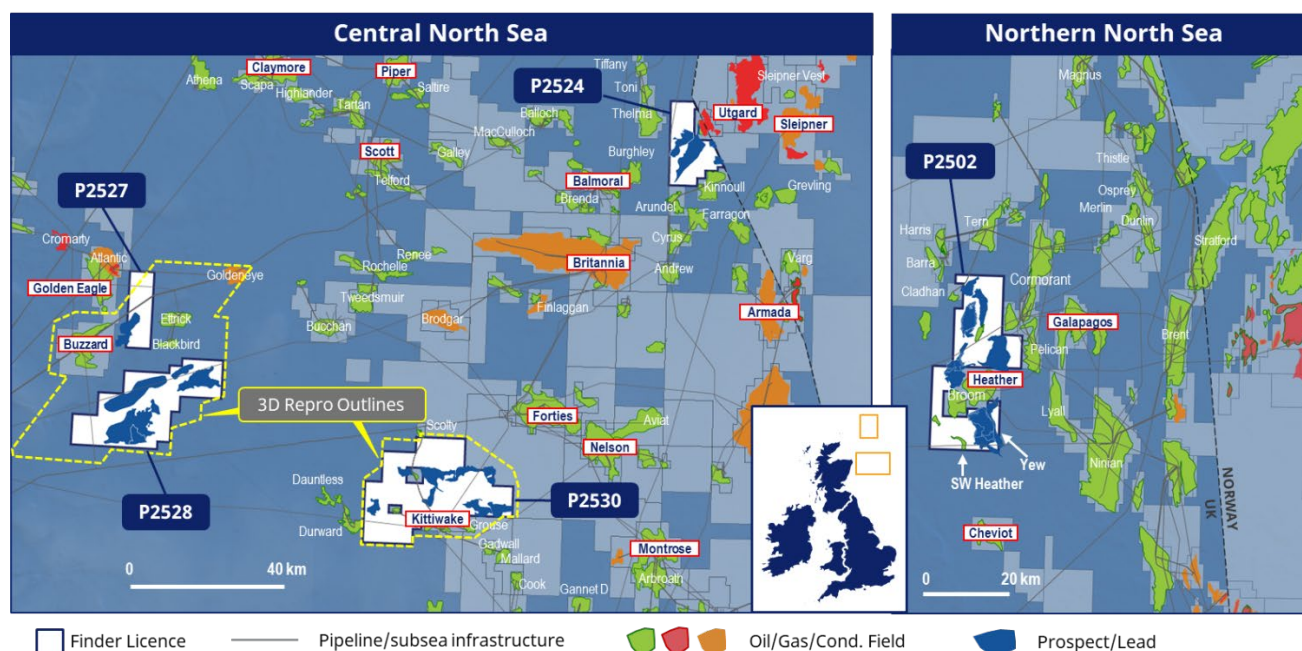 Central North Sea
Northern North Sea
Claymore
Piper
Athena
Scapa
Highlander
Saltire
Tartan
P2524
Tiffany
Toni
Thelma
Balloch
MacCulloch
Sleipner Vest
Utgard
Sleipner
Scott
Galley
Telford
Burghley
Balmoral
Brenda
Kinnoull
Grevling
Arundel
Farragon
P2527
Cromarty
Atlantic
Golden Eagle
Goldeneye
Renee
Rochelle
Tweedsmuir
Britannia
Cyrus
Andrew
Varg
Ettrick
Buzzard
Blackbird
Buchan
Brodgar
Finlaggan
Armada
3D Repro Outlines
Forties
Aviat
Nelson
Scolty
P2528
Dauntless
Durward
Kittiwake
Grouse
P2530
Gadwall
Mallard
Cook
Gannet D
Montrose
Arbroath
0
40 km
Magnus
P2502
Thistle
Osprey
Merlin
Dunlin
Harris
Tern
Stratford
Barra
Cladhan
Cormorant
Galapagos
Pelican
Brent
Heather
Broom
Lyall
Ninian
Yew
SW Heather
NORWAY
UK
Cheviot
0
20 km
Finder Licence
Pipeline/subsea infrastructure
Oil/Gas/Cond. Field
Prospect/Lead